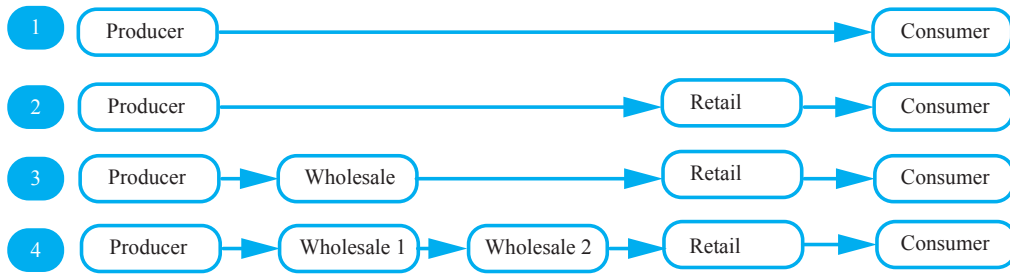 1 Producer Consumer
2 Producer Retail Consumer
3 Producer Wholesale Retail Consumer
4 Producer Wholesale 1 Wholesale 2 Retail Consumer